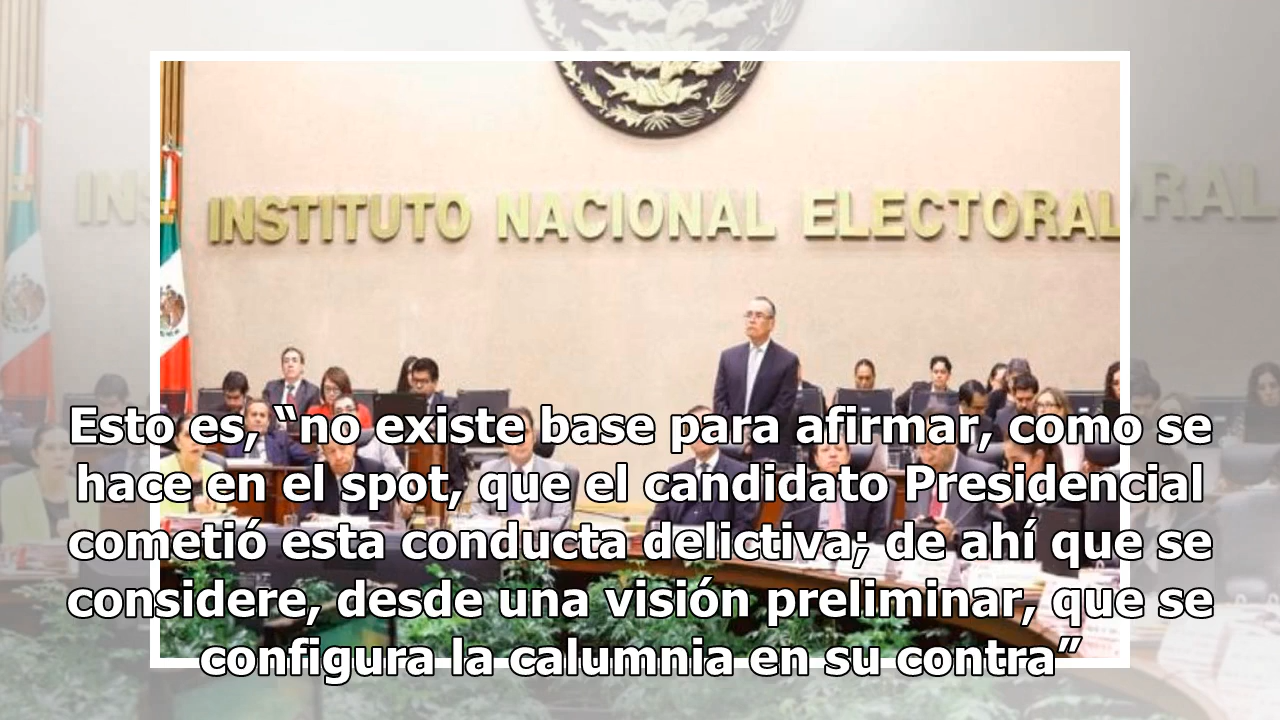 INSTITUTO NACIONAL ELECTORAL
Esto es, “no existe base para afirmar, como se
hace en el spot, que el candidato Presidencial
cometió esta conducta delictiva; de ahí que se
considere, desde una visión preliminar, que se
configura la calumnia en su contra”